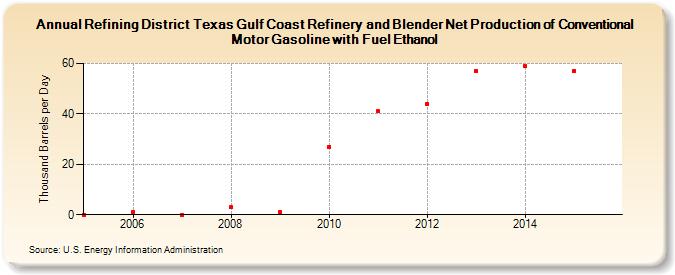 Annual Refining District Texas Gulf Coast Refinery and Blender Net Production of Conventional
Motor Gasoline with Fuel Ethanol
Thousand Barrels per Day
60
40
20
0
2006 2008 2010 2012 2014
Source: U.S. Energy Information Administration